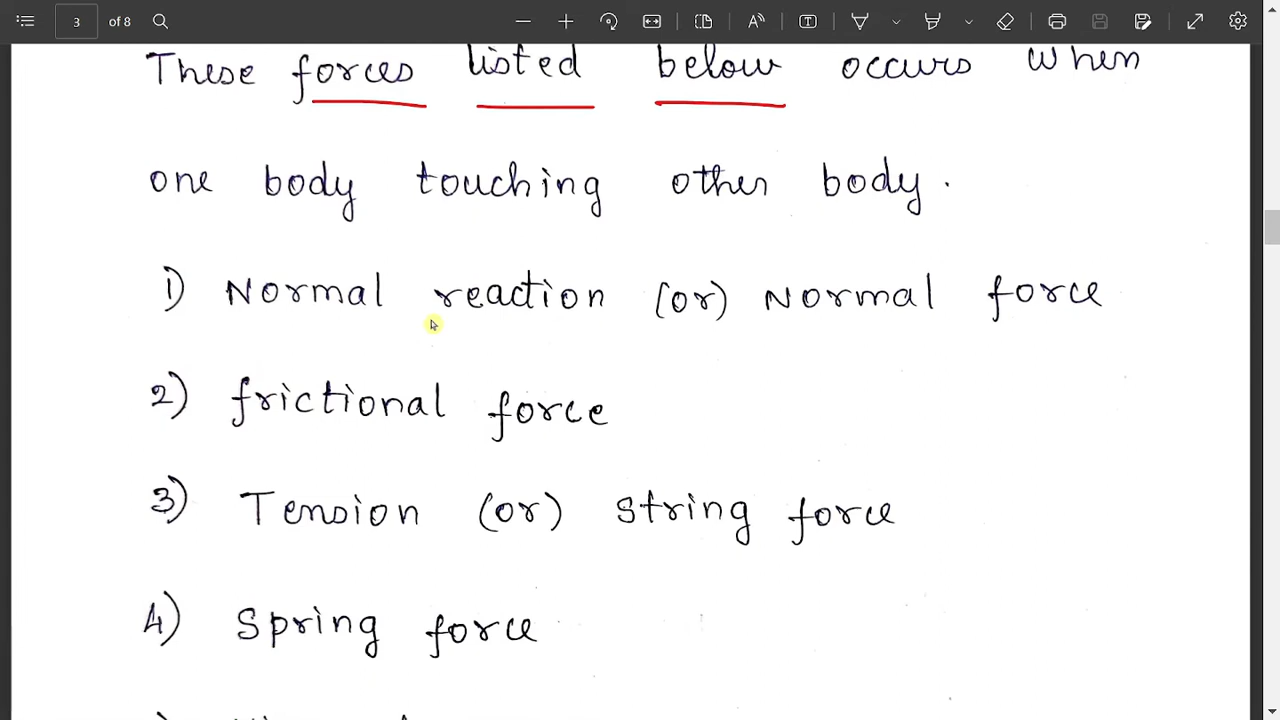 3 of 8
These forces listed below occurs when
one body touching other body.
1) Normal reaction (or) Normal force
2) frictional force
3) Tension (or) string force
4) Spring force